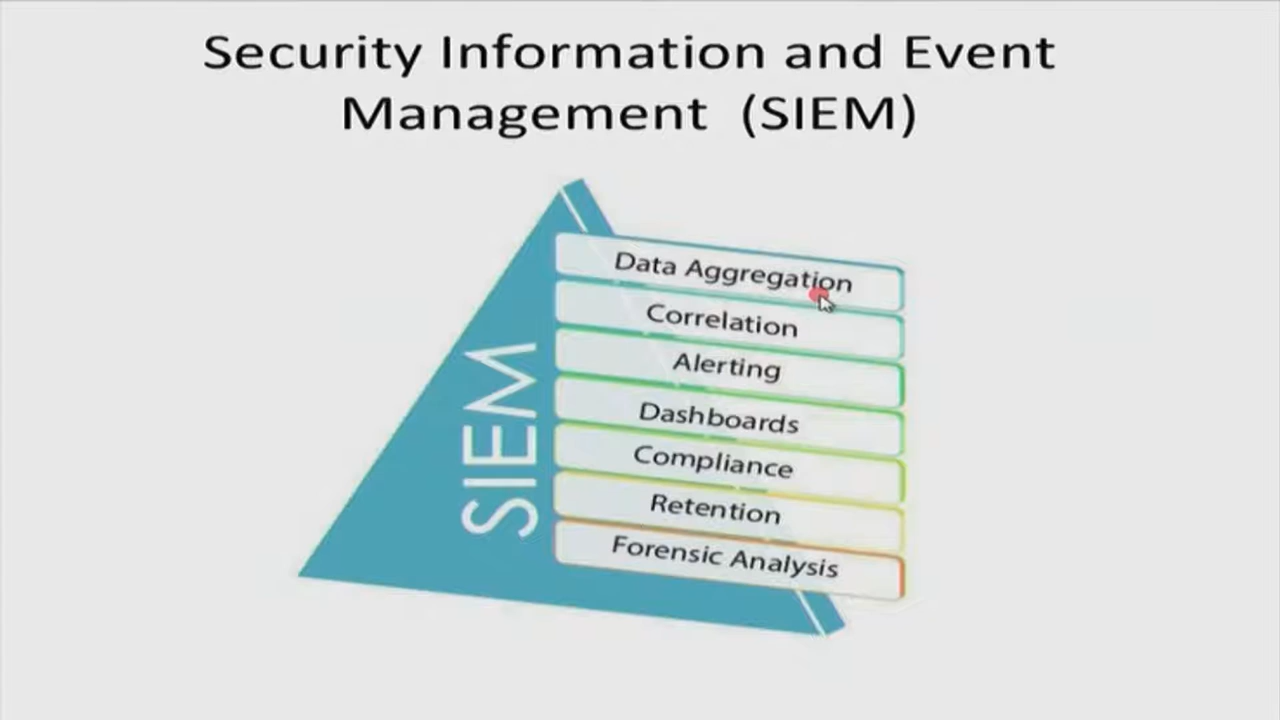 Security Information and Event
Management (SIEM)
SIEM
Data Aggregation
Correlation
Alerting
Dashboards
Compliance
Retention
Forensic Analysis